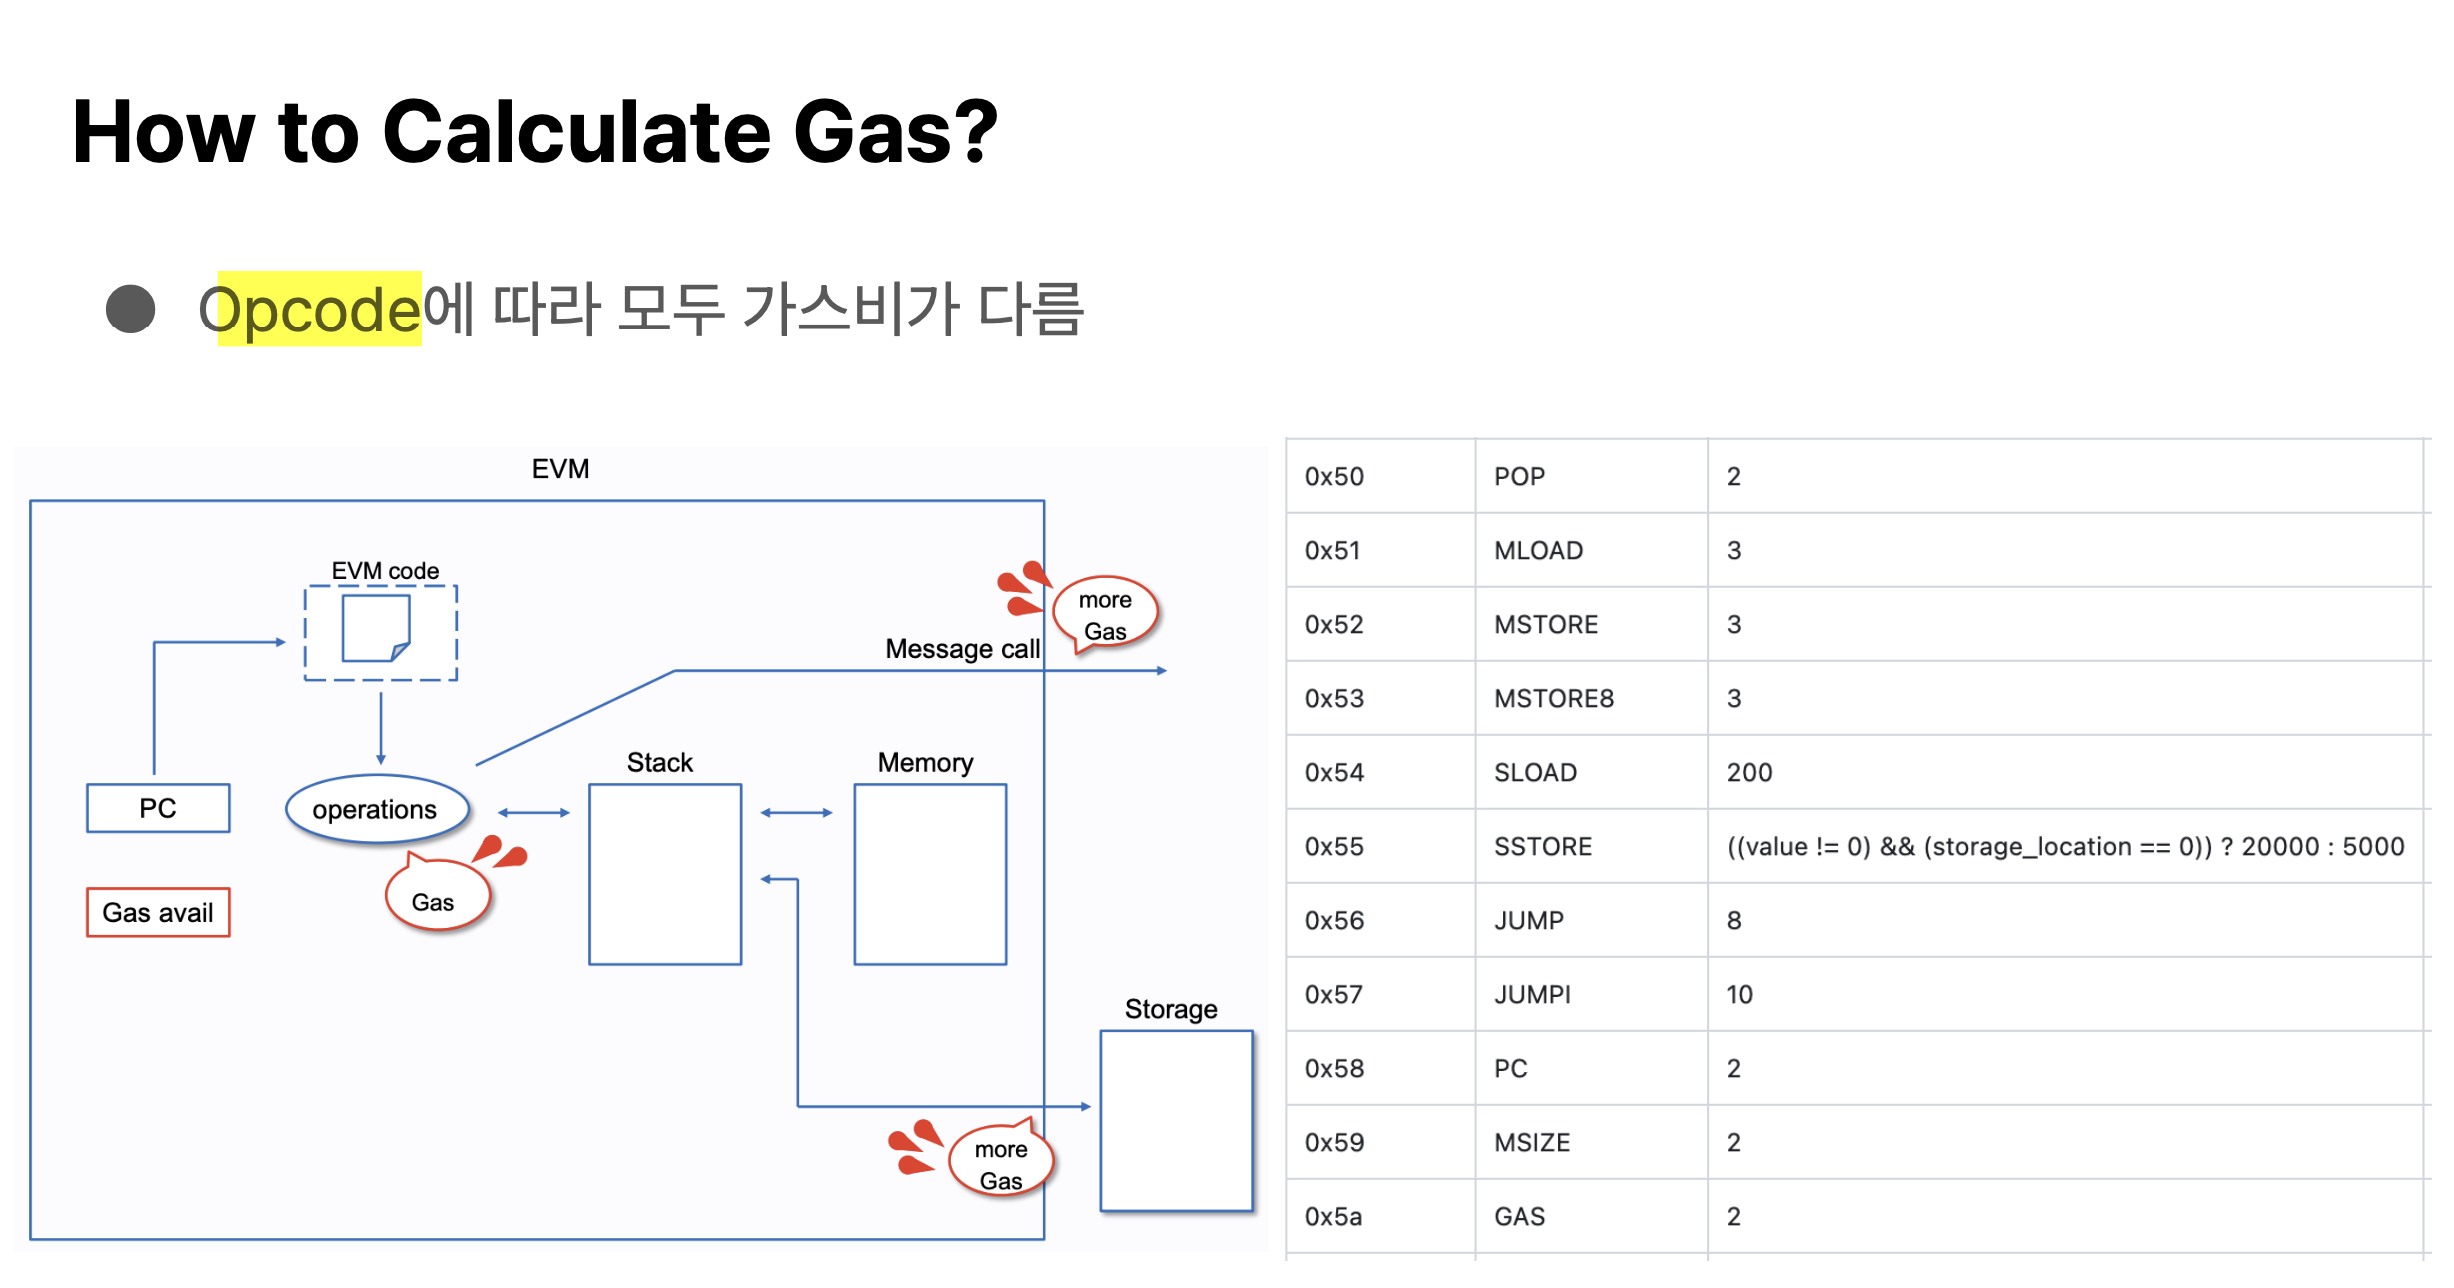 How to Calculate Gas?
● Opcode에 따라 모두 가스비가 다름
EVM
EVM code
more
Gas
Message call
Stack
Memory
PC
operations
Gas
Gas avail
Storage
more
Gas
0x50 POP 2
0x51 MLOAD 3
0x52 MSTORE 3
0x53 MSTORE8 3
0x54 SLOAD 200
0x55 SSTORE ((value != 0) && (storage_location == 0)) ? 20000 : 5000
0x56 JUMP 8
0x57 JUMPI 10
0x58 PC 2
0x59 MSIZE 2
0x5a GAS 2